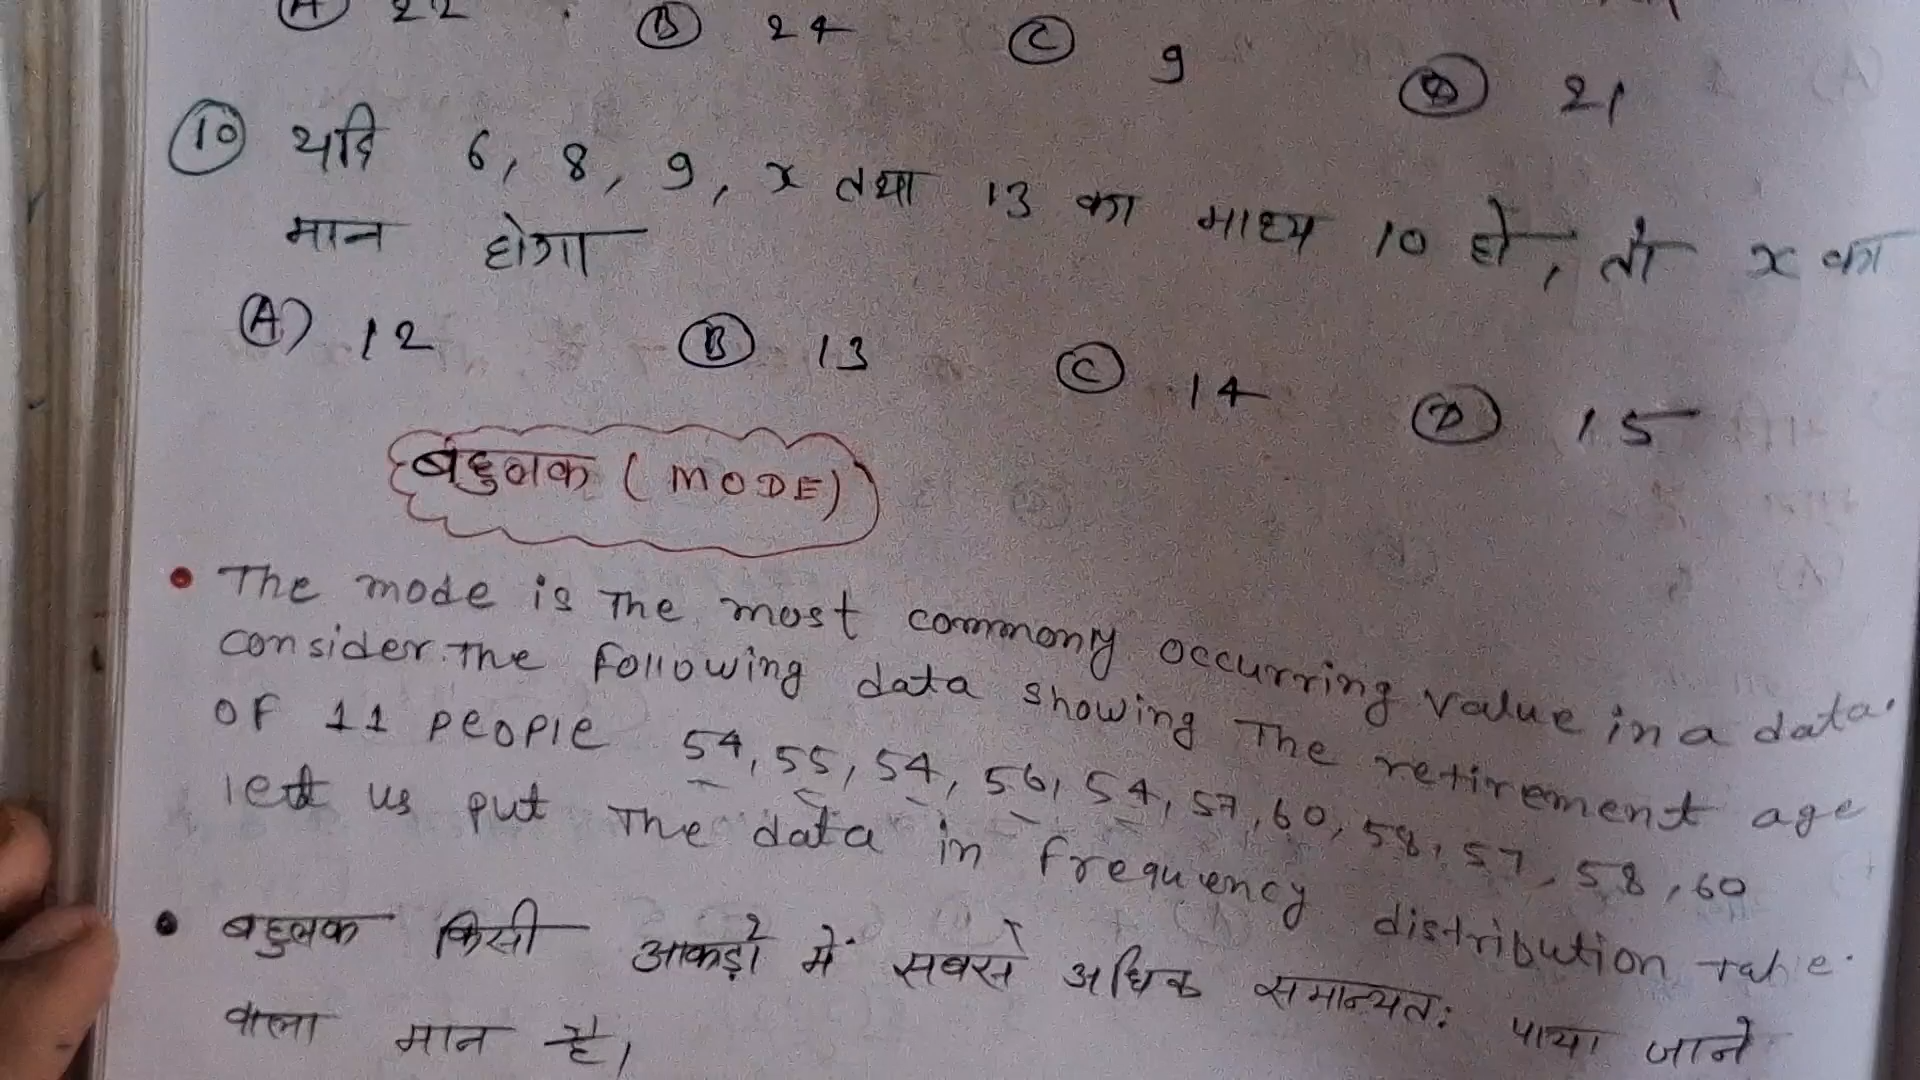 (A) 22 (B) 24 (C) 9 (D) 21
(10) यदि 6, 8, 9, x तथा 13 का माध्य 10 हो, तो x का
मान होगा
(A) 12 (B) 13 (C) 14 (D) 15
बहुलक (MODE)
• The mode is The most commony occurring value in a data.
consider The following data showing The retirement age
of 11 people 54, 55, 54, 56, 54, 57, 60, 58, 57, 58, 60
let us put The data in frequency distribution table.
• बहुलक किसी आकड़ो में सबसे अधिक समान्यतः पाया जाने
वाला मान है।